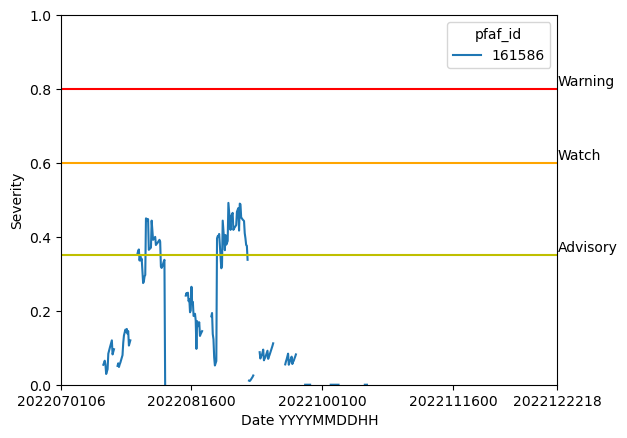 1.0
0.8
0.6
0.4
0.2
0.0
Severity
pfaf_id
161586
Warning
Watch
Advisory
2022070106 2022081600 2022100100 2022111600 2022122218
Date YYYYMMDDHH